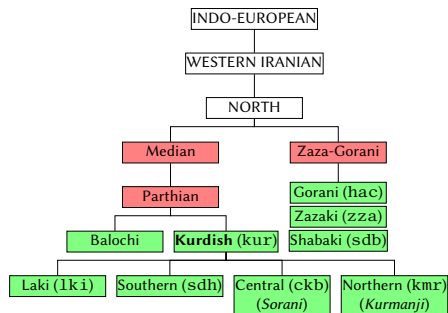 INDO-EUROPEAN
WESTERN IRANIAN
NORTH
Median
Zaza-Gorani
Parthian
Gorani (hac)
Zazaki (zza)
Balochi
Kurdish (kur)
Shabaki (sdb)
Laki (lki)
Southern (sdh)
Central (ckb)
(Sorani)
Northern (kmr)
(Kurmanji)